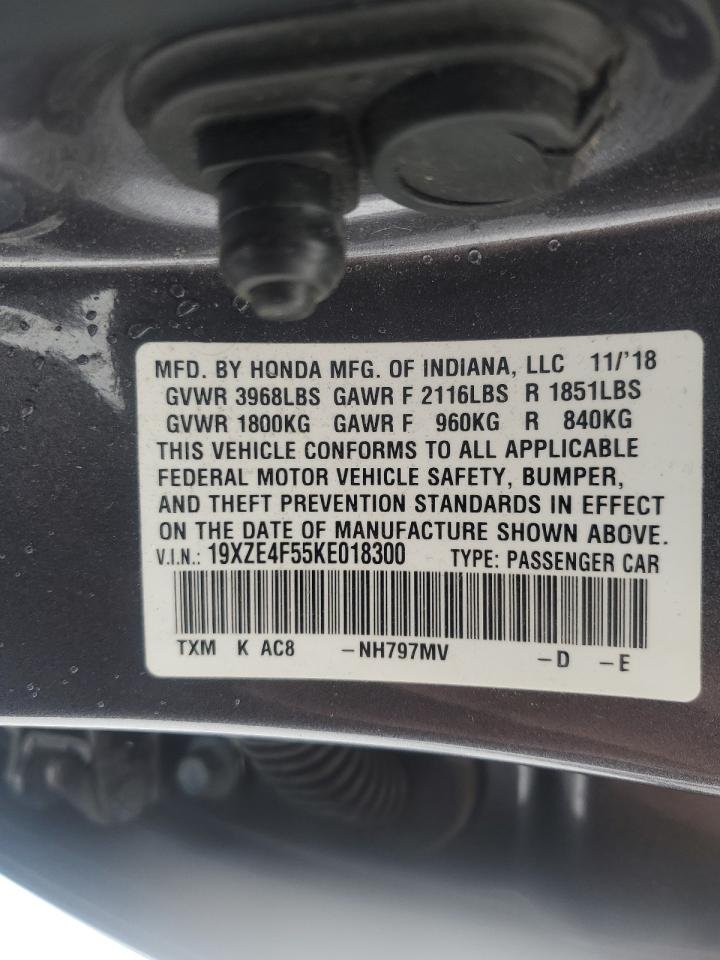 MFD. BY HONDA MFG. OF INDIANA, LLC 11/'18
GVWR 3968LBS GAWR F 2116LBS R 1851LBS
GVWR 1800KG GAWR F 960KG R 840KG
THIS VEHICLE CONFORMS TO ALL APPLICABLE
FEDERAL MOTOR VEHICLE SAFETY, BUMPER,
AND THEFT PREVENTION STANDARDS IN EFFECT
ON THE DATE OF MANUFACTURE SHOWN ABOVE.
V.I.N.: 19XZE4F55KE018300 TYPE: PASSENGER CAR
TXM K AC8 -NH797MV -D -E